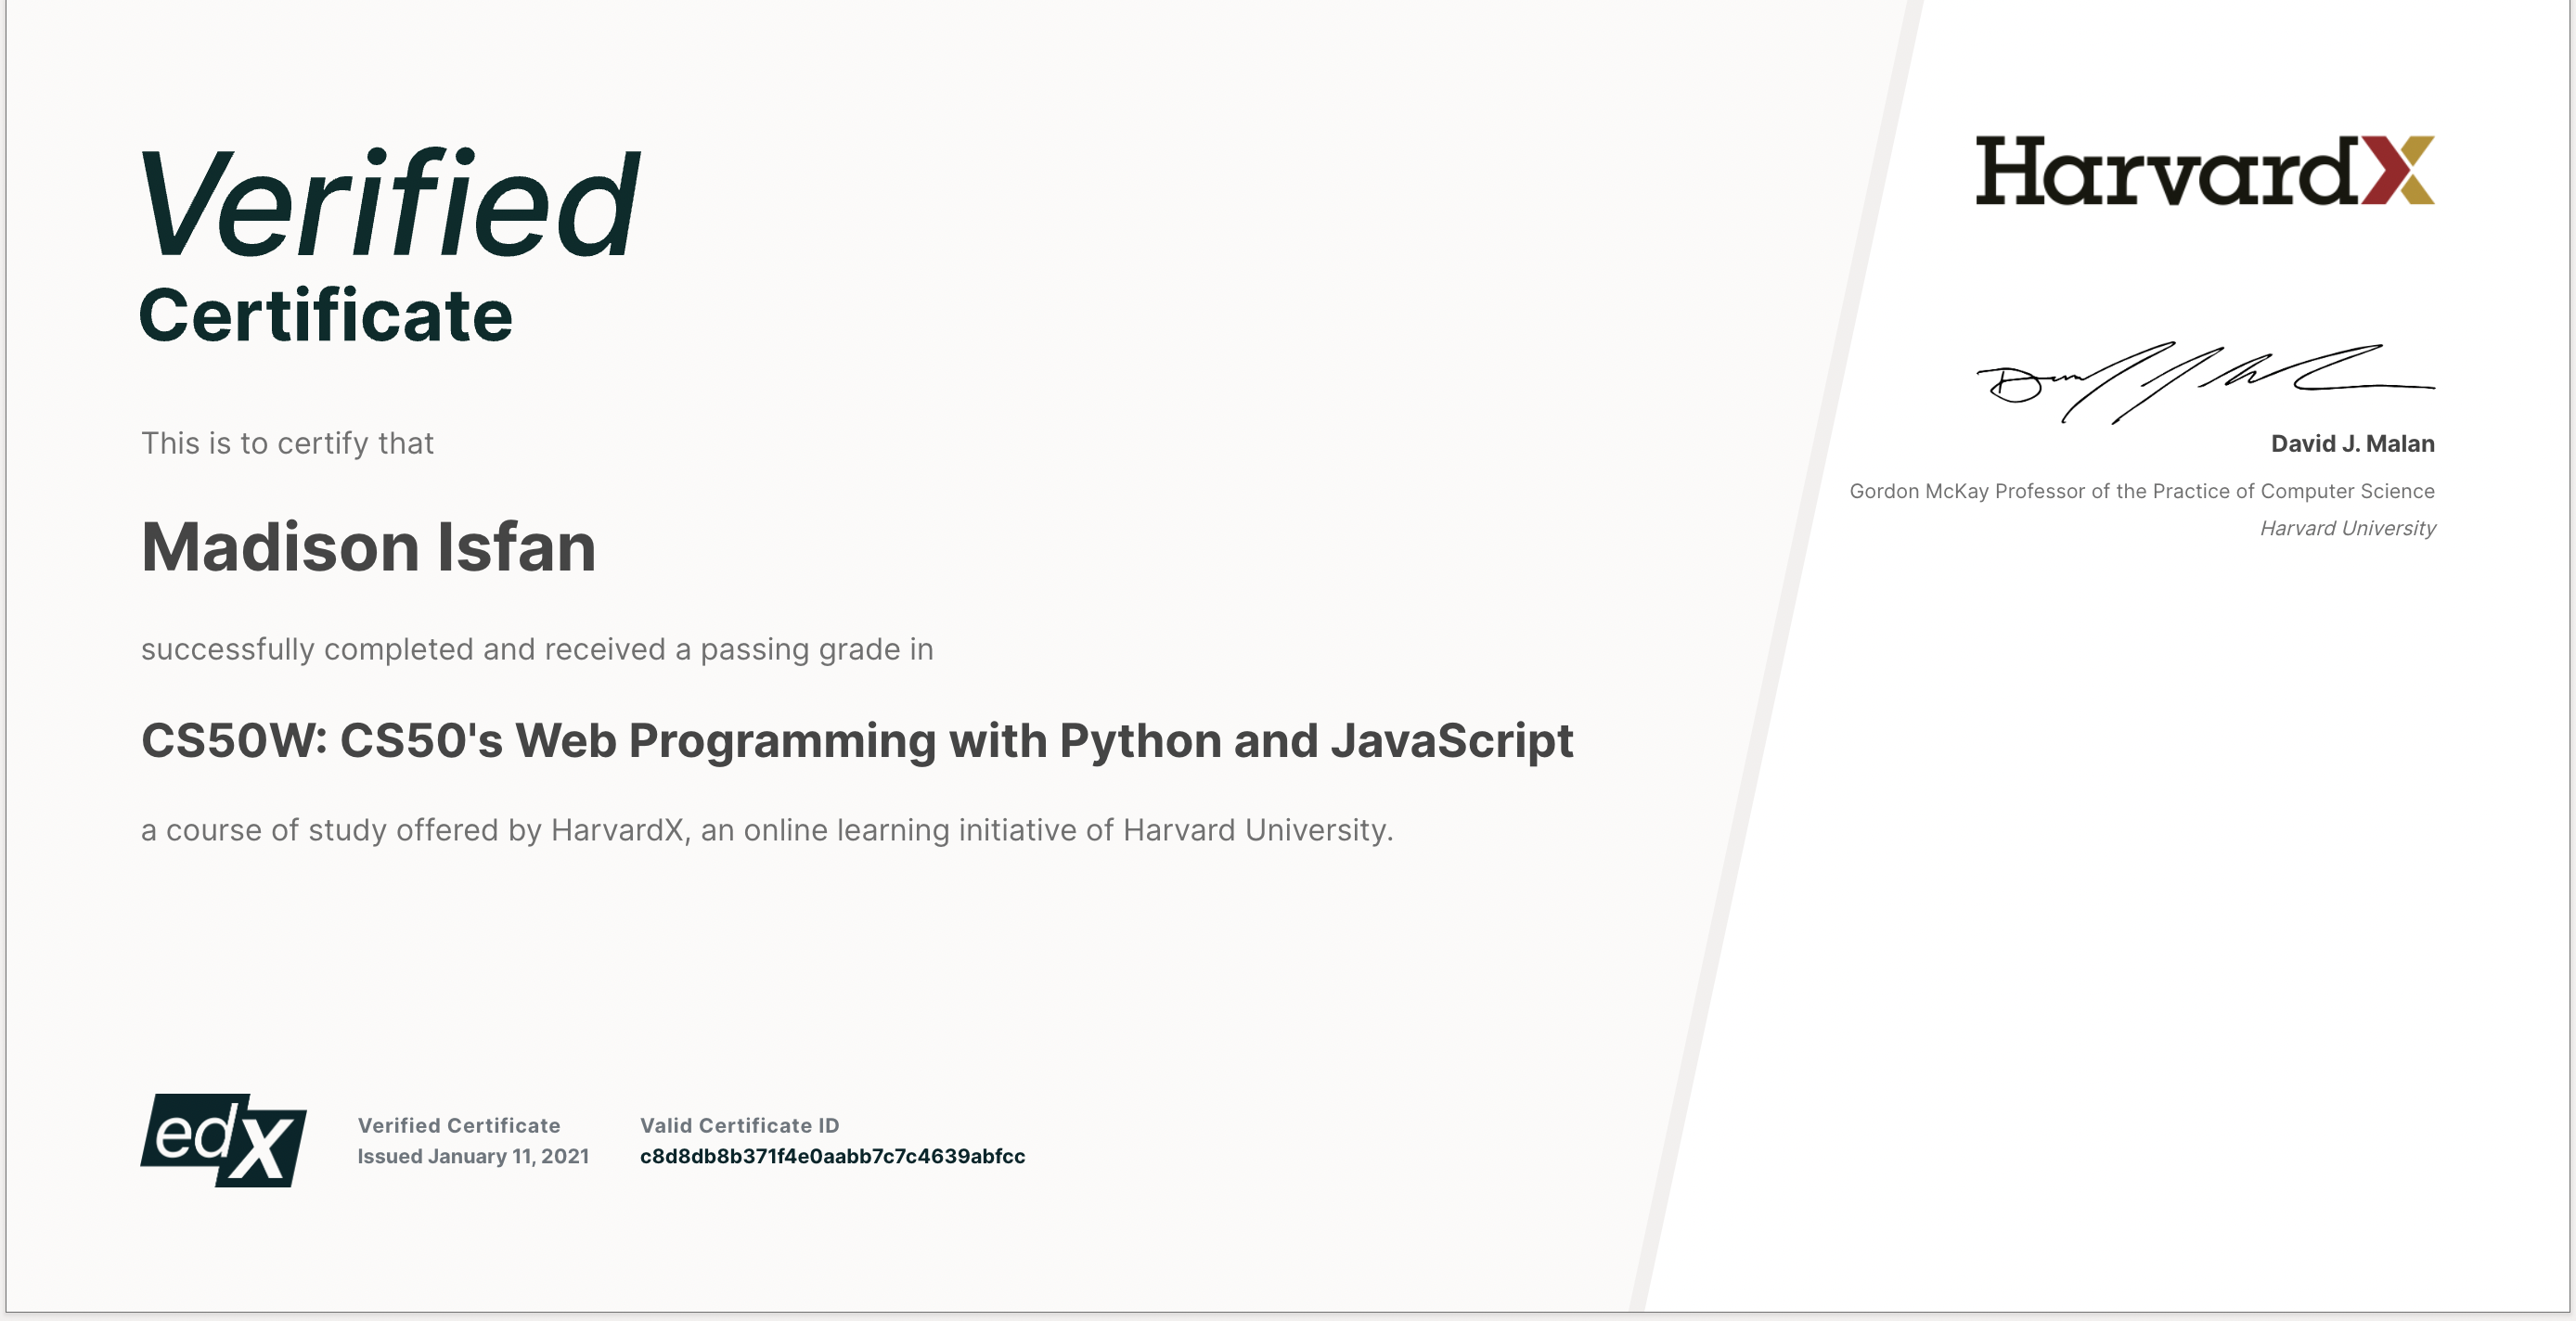 Verified
Certificate
This is to certify that
Madison Isfan
successfully completed and received a passing grade in
CS50W: CS50's Web Programming with Python and JavaScript
a course of study offered by HarvardX, an online learning initiative of Harvard University.
edX
Verified Certificate
Issued January 11, 2021
Valid Certificate ID
c8d8db8b371f4e0aabb7c7c4639abfcc
HarvardX
David J. Malan
Gordon McKay Professor of the Practice of Computer Science
Harvard University